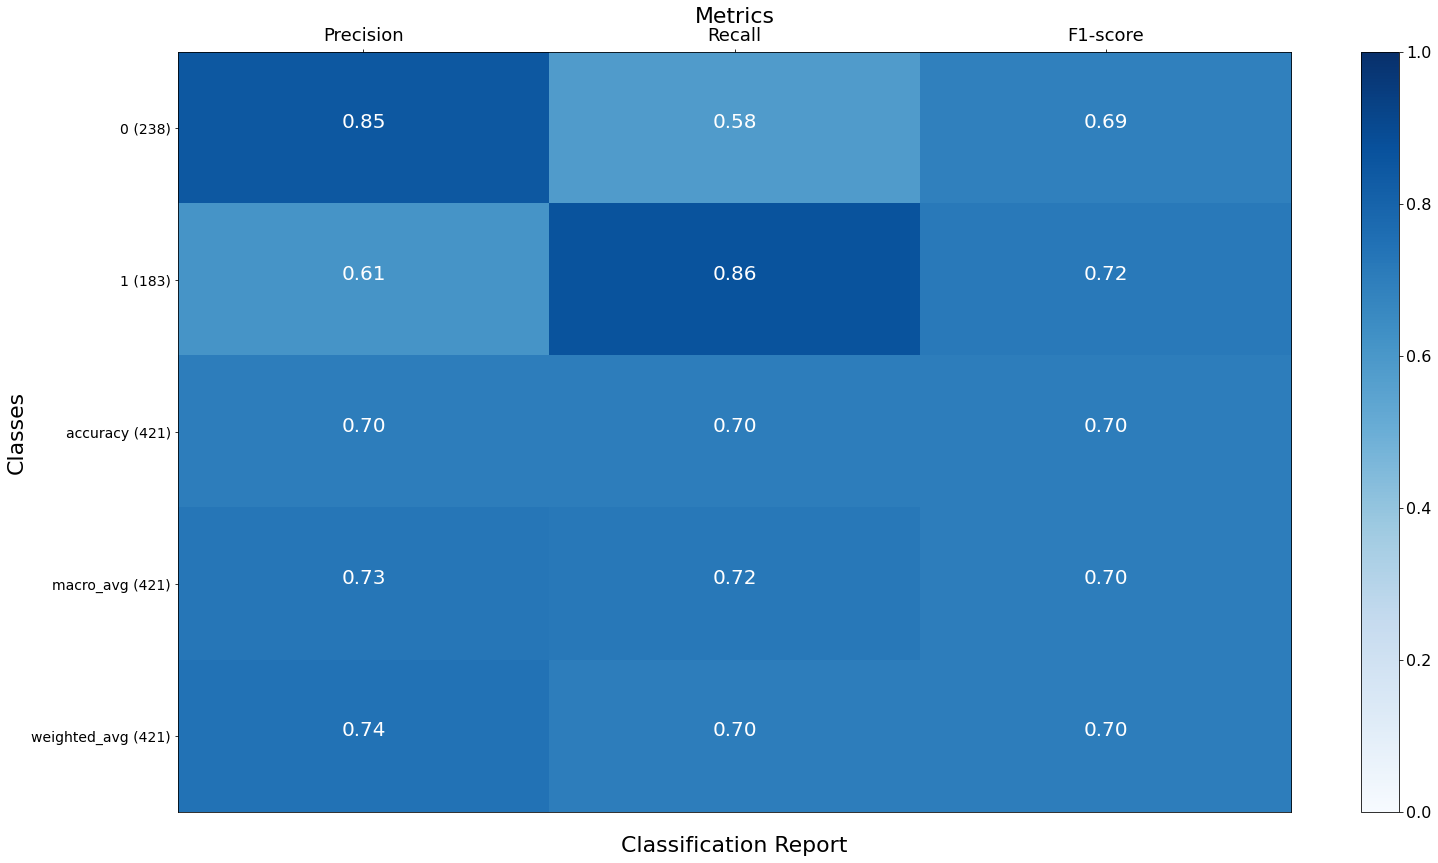 Metrics
Precision Recall F1-score
0 (238) 0.85 0.58 0.69
1 (183) 0.61 0.86 0.72
accuracy (421) 0.70 0.70 0.70
macro_avg (421) 0.73 0.72 0.70
weighted_avg (421) 0.74 0.70 0.70
Classes
Classification Report
1.0
0.8
0.6
0.4
0.2
0.0